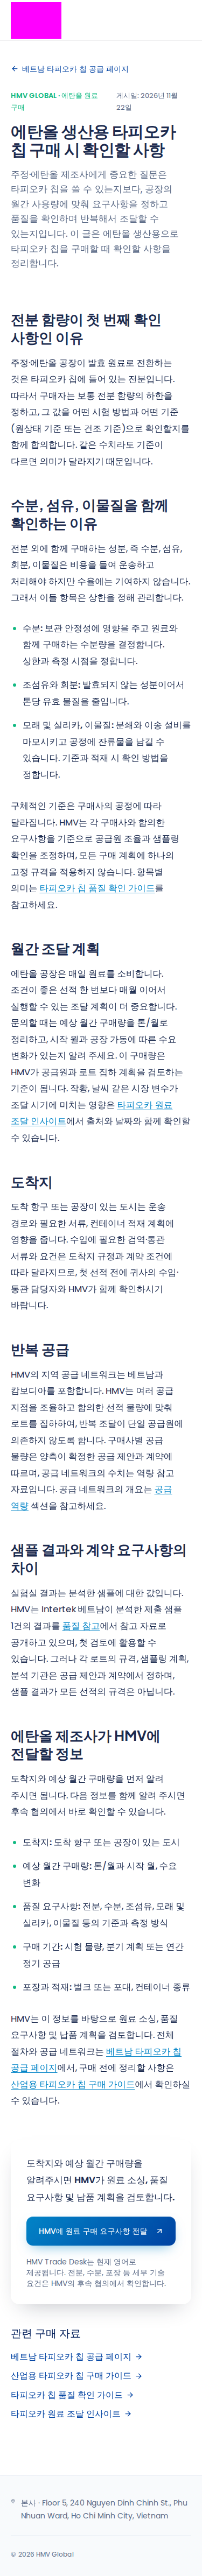 ← 베트남 타피오카 칩 공급 페이지
HMV GLOBAL · 에탄올 원료
구매
게시일: 2026년 11월
22일
에탄올 생산용 타피오카
칩 구매 시 확인할 사항
주정·에탄올 제조사에게 중요한 질문은
타피오카 칩을 쓸 수 있는지보다, 공장의
월간 사용량에 맞춰 요구사항을 정하고
품질을 확인하며 반복해서 조달할 수
있는지입니다. 이 글은 에탄올 생산용으로
타피오카 칩을 구매할 때 확인할 사항을
정리합니다.
전분 함량이 첫 번째 확인
사항인 이유
주정·에탄올 공장이 발효 원료로 전환하는
것은 타피오카 칩에 들어 있는 전분입니다.
따라서 구매자는 보통 전분 함량의 하한을
정하고, 그 값을 어떤 시험 방법과 어떤 기준
(원상태 기준 또는 건조 기준)으로 확인할지를
함께 합의합니다. 같은 수치라도 기준이
다르면 의미가 달라지기 때문입니다.
수분, 섬유, 이물질을 함께
확인하는 이유
전분 외에 함께 구매하는 성분, 즉 수분, 섬유,
회분, 이물질은 비용을 들여 운송하고
처리해야 하지만 수율에는 기여하지 않습니다.
그래서 이들 항목은 상한을 정해 관리합니다.
수분: 보관 안정성에 영향을 주고 원료와
함께 구매하는 수분량을 결정합니다.
상한과 측정 시점을 정합니다.
조섬유와 회분: 발효되지 않는 성분이어서
톤당 유효 물질을 줄입니다.
모래 및 실리카, 이물질: 분쇄와 이송 설비를
마모시키고 공정에 잔류물을 남길 수
있습니다. 기준과 적재 시 확인 방법을
정합니다.
구체적인 기준은 구매사의 공정에 따라
달라집니다. HMV는 각 구매사와 합의한
요구사항을 기준으로 공급원 조율과 샘플링
확인을 조정하며, 모든 구매 계획에 하나의
고정 규격을 적용하지 않습니다. 항목별
의미는 타피오카 칩 품질 확인 가이드를
참고하세요.
월간 조달 계획
에탄올 공장은 매일 원료를 소비합니다.
조건이 좋은 선적 한 번보다 매월 이어서
실행할 수 있는 조달 계획이 더 중요합니다.
문의할 때는 예상 월간 구매량을 톤/월로
정리하고, 시작 월과 공장 가동에 따른 수요
변화가 있는지 알려 주세요. 이 구매량은
HMV가 공급원과 로트 집하 계획을 검토하는
기준이 됩니다. 작황, 날씨 같은 시장 변수가
조달 시기에 미치는 영향은 타피오카 원료
조달 인사이트에서 출처와 날짜와 함께 확인할
수 있습니다.
도착지
도착 항구 또는 공장이 있는 도시는 운송
경로와 필요한 서류, 컨테이너 적재 계획에
영향을 줍니다. 수입에 필요한 검역·통관
서류와 요건은 도착지 규정과 계약 조건에
따라 달라지므로, 첫 선적 전에 귀사의 수입·
통관 담당자와 HMV가 함께 확인하시기
바랍니다.
반복 공급
HMV의 지역 공급 네트워크는 베트남과
캄보디아를 포함합니다. HMV는 여러 공급
지점을 조율하고 합의한 선적 물량에 맞춰
로트를 집하하여, 반복 조달이 단일 공급원에
의존하지 않도록 합니다. 구매사별 공급
물량은 양측이 확정한 공급 제안과 계약에
따르며, 공급 네트워크의 수치는 역량 참고
자료입니다. 공급 네트워크의 개요는 공급
역량 섹션을 참고하세요.
샘플 결과와 계약 요구사항의
차이
실험실 결과는 분석한 샘플에 대한 값입니다.
HMV는 Intertek 베트남이 분석한 제출 샘플
1건의 결과를 품질 참고에서 참고 자료로
공개하고 있으며, 첫 검토에 활용할 수
있습니다. 그러나 각 로트의 규격, 샘플링 계획,
분석 기관은 공급 제안과 계약에서 정하며,
샘플 결과가 모든 선적의 규격은 아닙니다.
에탄올 제조사가 HMV에
전달할 정보
도착지와 예상 월간 구매량을 먼저 알려
주시면 됩니다. 다음 정보를 함께 알려 주시면
후속 협의에서 바로 확인할 수 있습니다.
도착지: 도착 항구 또는 공장이 있는 도시
예상 월간 구매량: 톤/월과 시작 월, 수요
변화
품질 요구사항: 전분, 수분, 조섬유, 모래 및
실리카, 이물질 등의 기준과 측정 방식
구매 기간: 시험 물량, 분기 계획 또는 연간
정기 공급
포장과 적재: 벌크 또는 포대, 컨테이너 종류
HMV는 이 정보를 바탕으로 원료 소싱, 품질
요구사항 및 납품 계획을 검토합니다. 전체
절차와 공급 네트워크는 베트남 타피오카 칩
공급 페이지에서, 구매 전에 정리할 사항은
산업용 타피오카 칩 구매 가이드에서 확인하실
수 있습니다.
도착지와 예상 월간 구매량을
알려주시면 HMV가 원료 소싱, 품질
요구사항 및 납품 계획을 검토합니다.
HMV에 원료 구매 요구사항 전달 ↗
HMV Trade Desk는 현재 영어로
제공됩니다. 전분, 수분, 포장 등 세부 기술
요건은 HMV의 후속 협의에서 확인합니다.
관련 구매 자료
베트남 타피오카 칩 공급 페이지 →
산업용 타피오카 칩 구매 가이드 →
타피오카 칩 품질 확인 가이드 →
타피오카 원료 조달 인사이트 →
본사 · Floor 5, 240 Nguyen Dinh Chinh St., Phu
Nhuan Ward, Ho Chi Minh City, Vietnam
© 2026 HMV Global